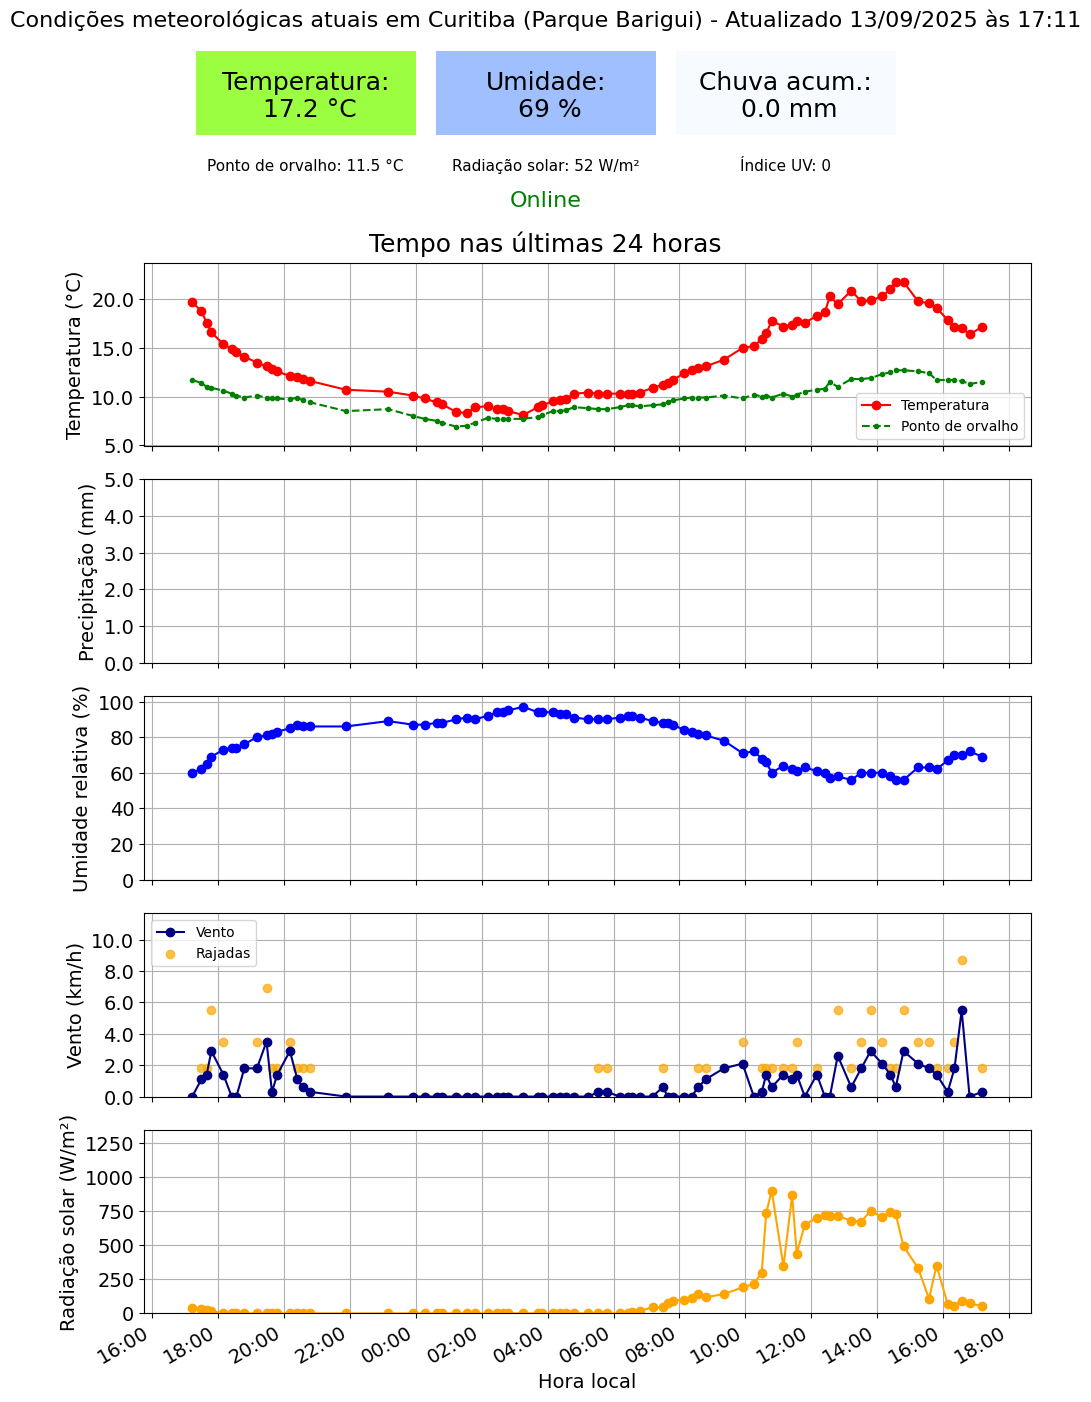 Condições meteorológicas atuais em Curitiba (Parque Barigui) - Atualizado 13/09/2025 às 17:11
Temperatura:
17.2 °C
Umidade:
69 %
Chuva acum.:
0.0 mm
Ponto de orvalho: 11.5 °C
Radiação solar: 52 W/m²
Índice UV: 0
Online
Tempo nas últimas 24 horas
Temperatura (°C)
20.0
15.0
10.0
5.0
Temperatura
Ponto de orvalho
Precipitação (mm)
5.0
4.0
3.0
2.0
1.0
0.0
Umidade relativa (%)
100
80
60
40
20
0
Vento (km/h)
10.0
8.0
6.0
4.0
2.0
0.0
Vento
Rajadas
Radiação solar (W/m²)
1250
1000
750
500
250
0
16:00
18:00
20:00
22:00
00:00
02:00
04:00
06:00
08:00
10:00
12:00
14:00
16:00
18:00
Hora local